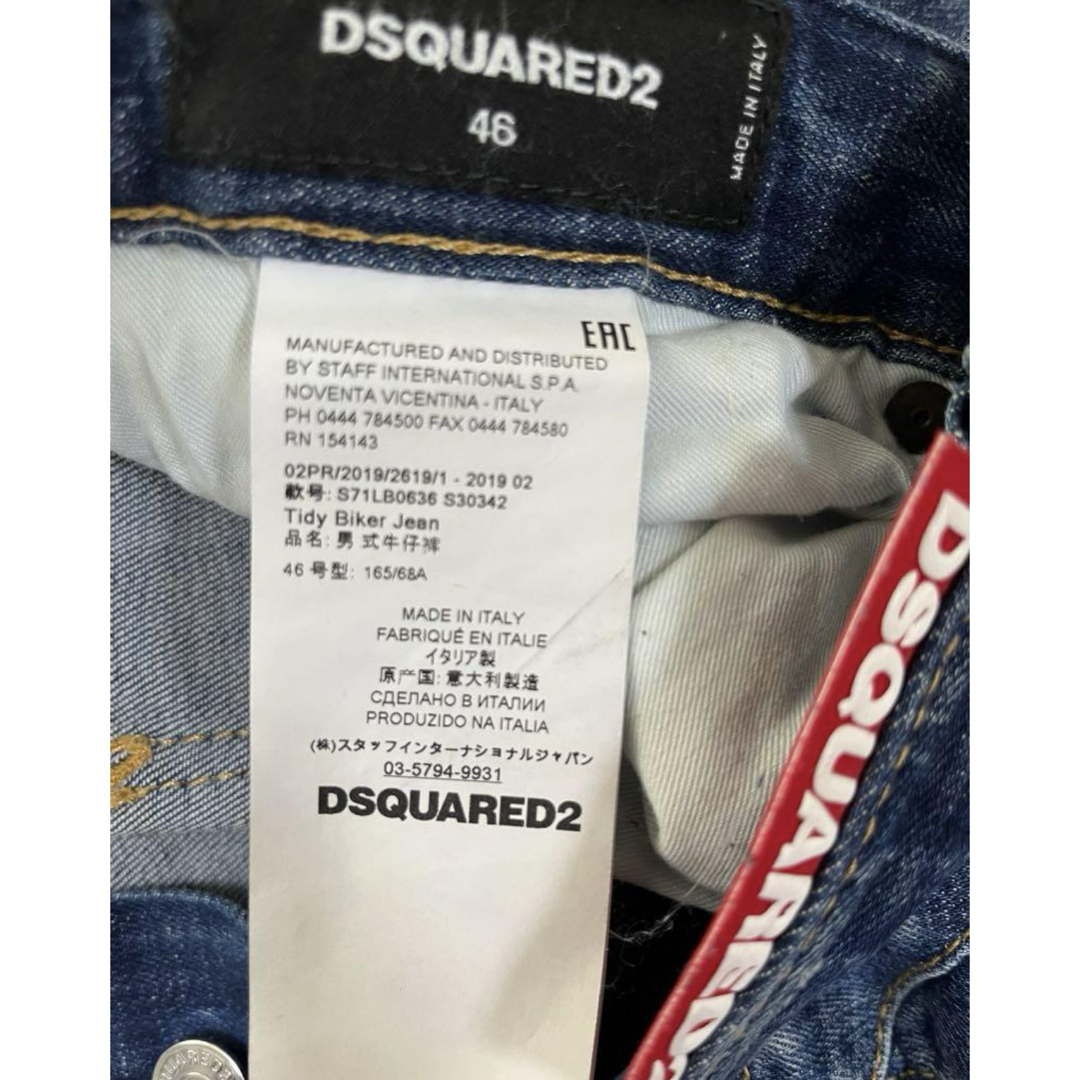 DSQUARED2
46
MADE IN ITALY
EAC
MANUFACTURED AND DISTRIBUTED
BY STAFF INTERNATIONAL S.P.A.
NOVENTA VICENTINA - ITALY
PH 0444 784500 FAX 0444 784580
RN 154143
02PR/2019/2619/1 - 2019 02
款号: S71LB0636 S30342
Tidy Biker Jean
品名: 男式牛仔裤
46 号型: 165/68A
MADE IN ITALY
FABRIQUÉ EN ITALIE
イタリア製
原产国: 意大利製造
СДЕЛАНО В ИТАЛИИ
PRODUZIDO NA ITALIA
(株)スタッフインターナショナルジャパン
03-5794-9931
DSQUARED2
DSQUARED2